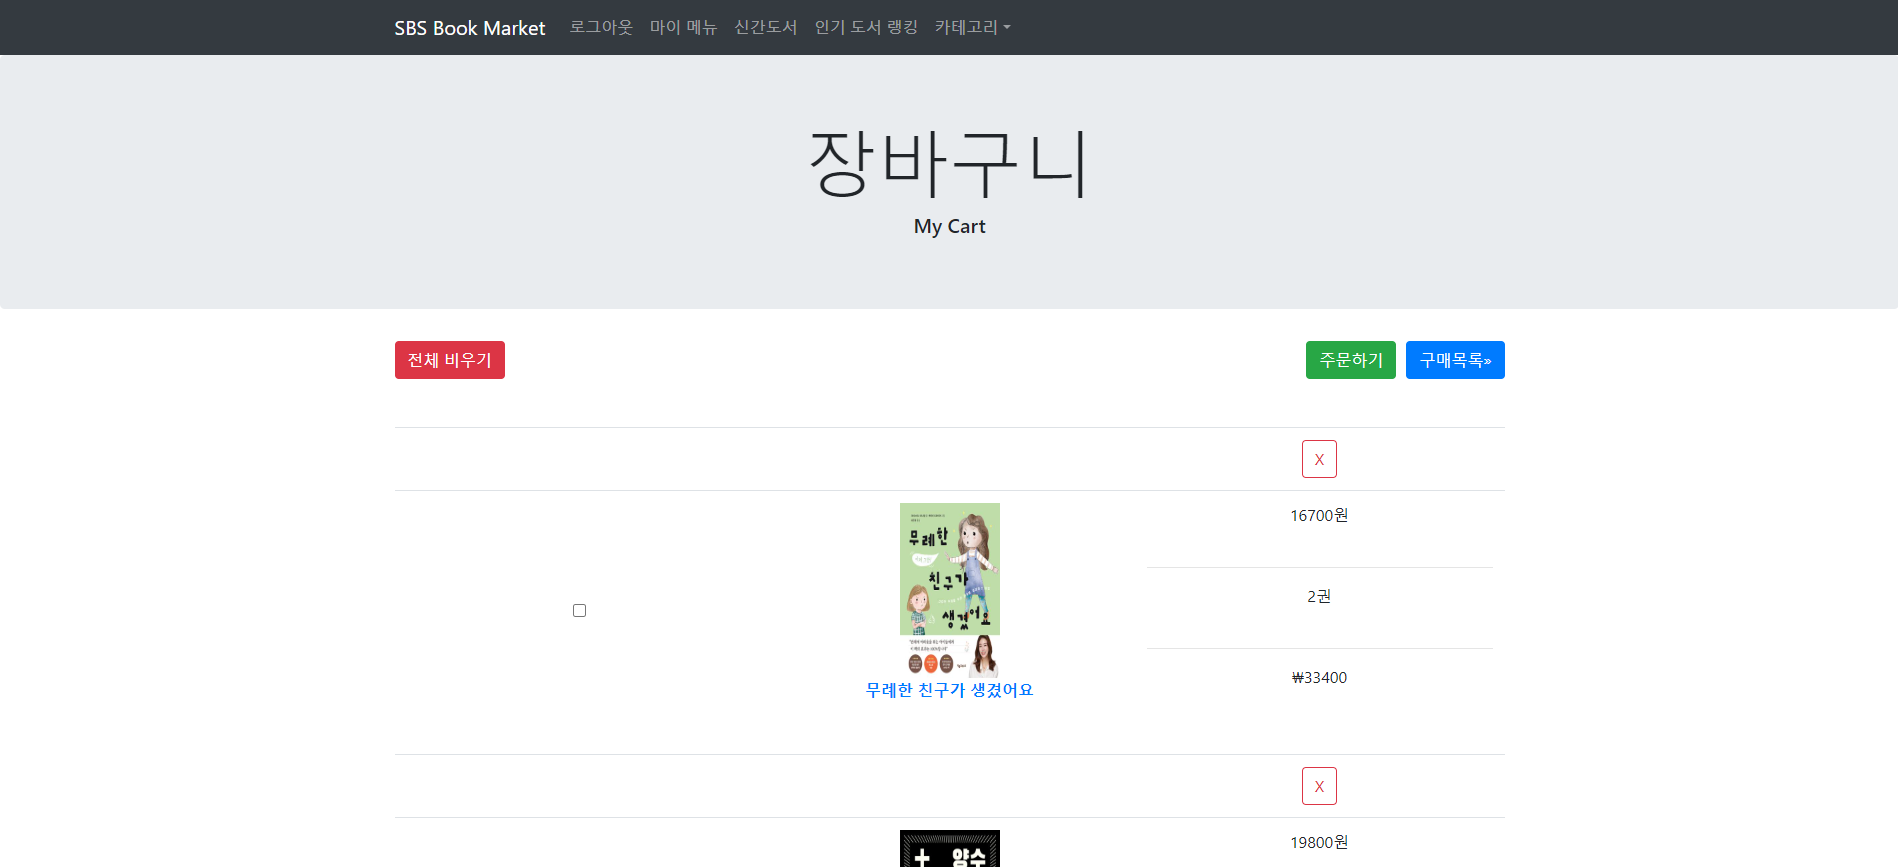 SBS Book Market 로그아웃 마이 메뉴 신간도서 인기 도서 랭킹 카테고리
장바구니
My Cart
전체 비우기 주문하기 구매목록»
X
무례한
친구가
생겼어요
16700원
2권
₩33400
무례한 친구가 생겼어요
X
19800원
양수